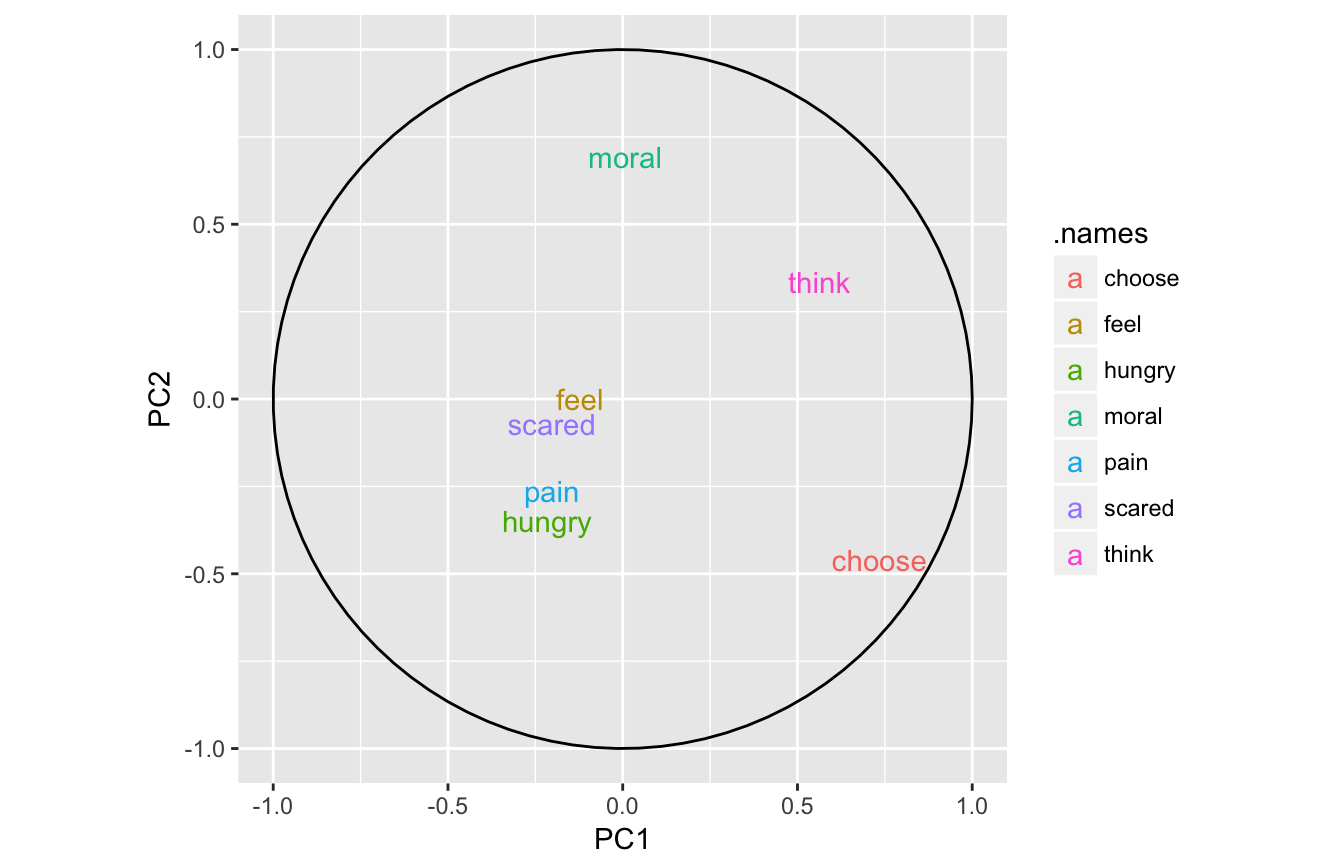 1.0
moral
0.5
.names
think
a choose
a feel
a hungry
PC2
0.0
feel
a moral
scared
a pain
pain
a scared
hungry
a think
choose
-0.5
-1.0
-1.0 -0.5 0.0 0.5 1.0
PC1